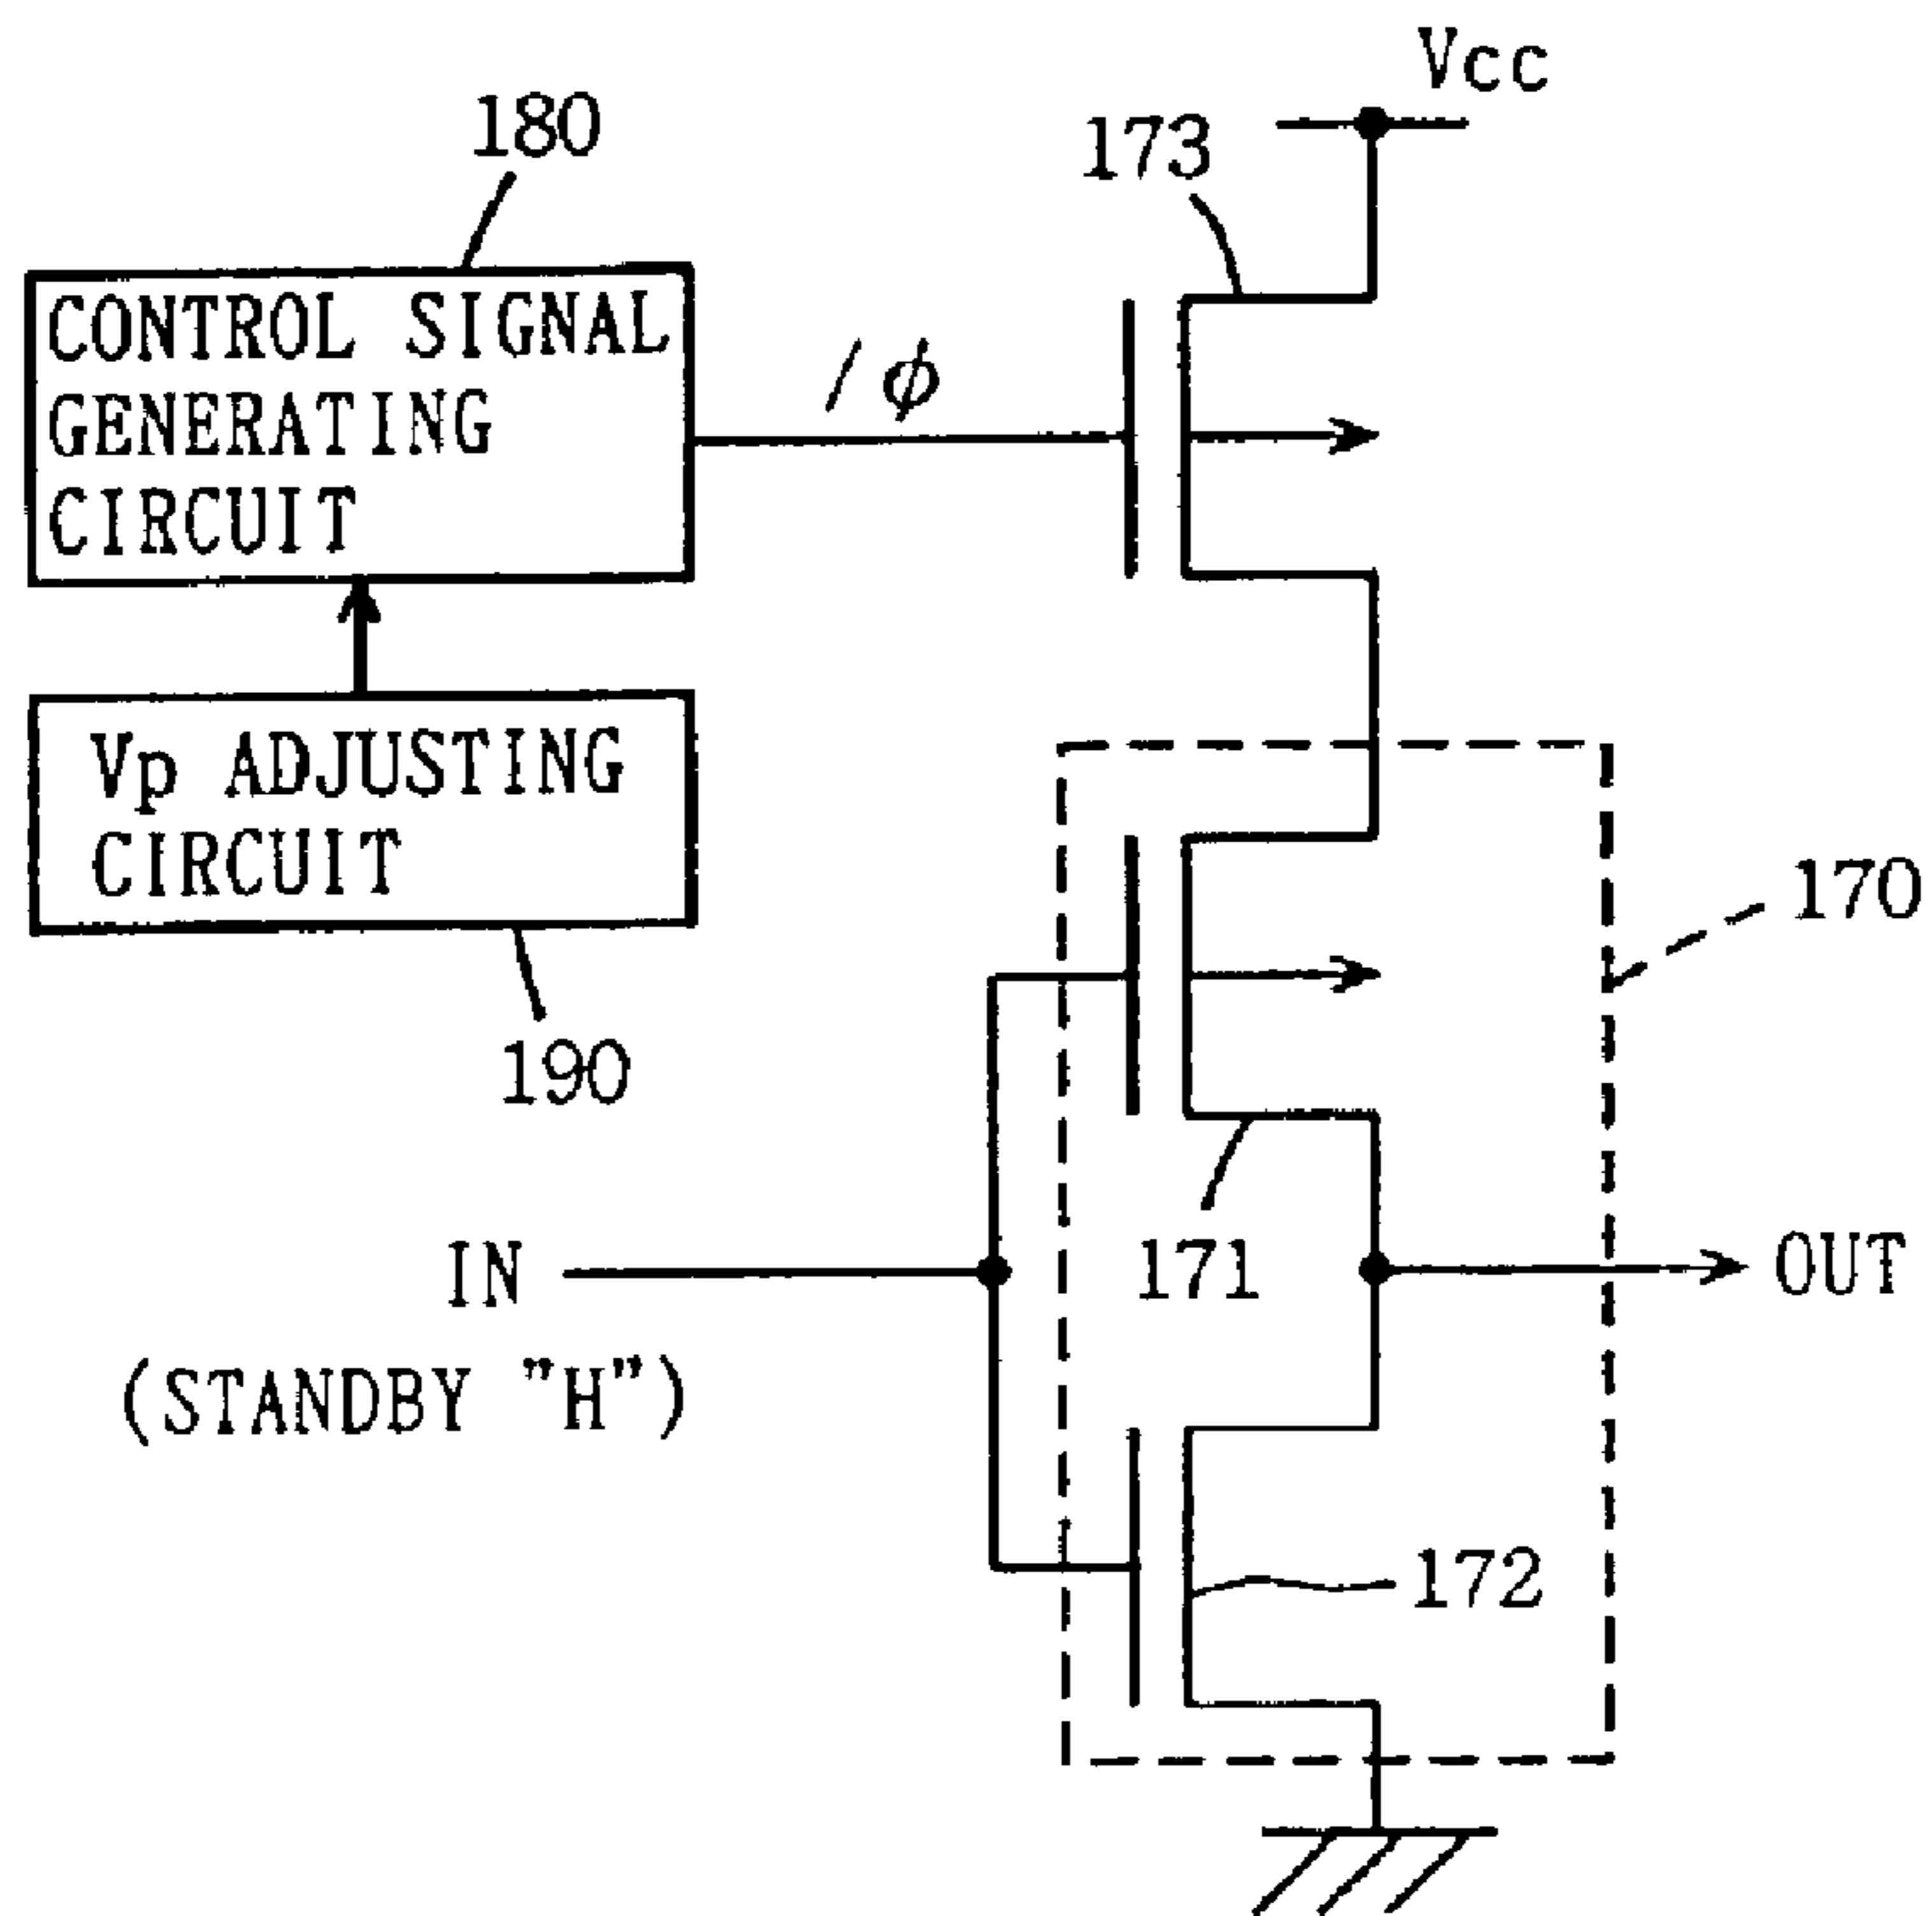 Vcc
180
173
CONTROL SIGNAL
GENERATING
CIRCUIT
/φ
Vp ADJUSTING
CIRCUIT
170
190
IN
171
OUT
(STANDBY "H")
172